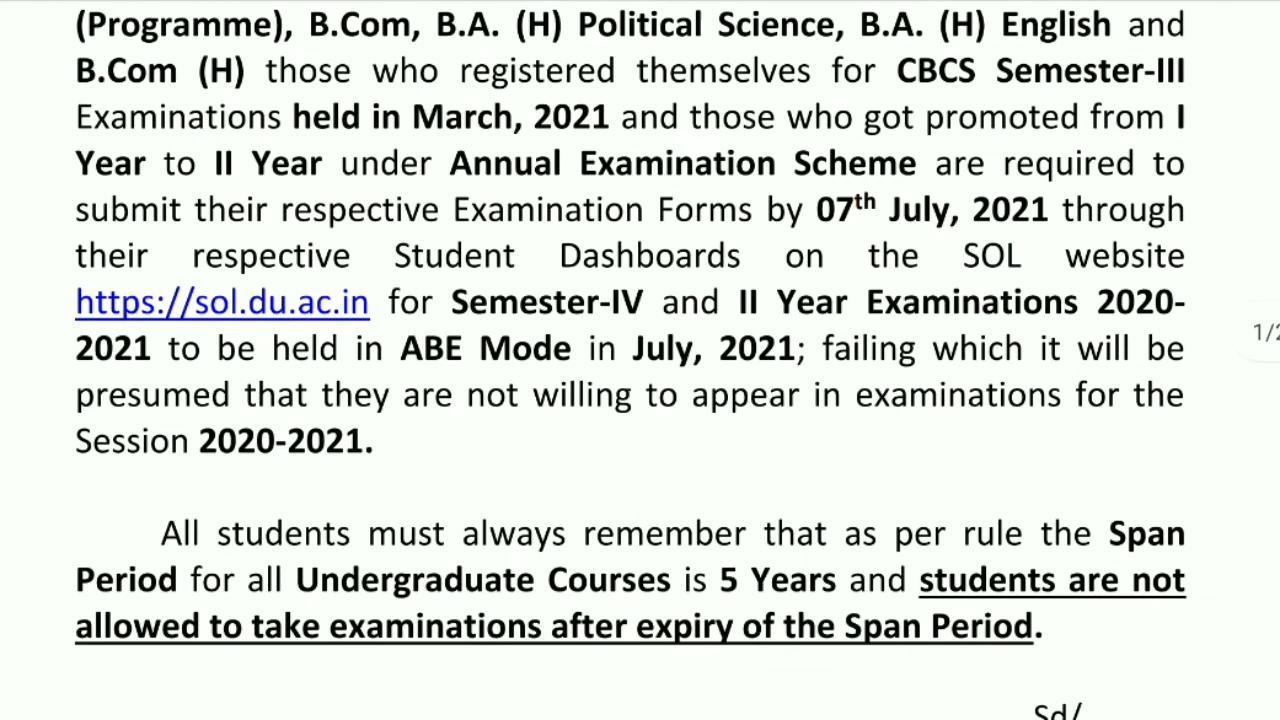 (Programme), B.Com, B.A. (H) Political Science, B.A. (H) English and
B.Com (H) those who registered themselves for CBCS Semester-III
Examinations held in March, 2021 and those who got promoted from I
Year to II Year under Annual Examination Scheme are required to
submit their respective Examination Forms by 07th July, 2021 through
their respective Student Dashboards on the SOL website
https://sol.du.ac.in for Semester-IV and II Year Examinations 2020-
2021 to be held in ABE Mode in July, 2021; failing which it will be
presumed that they are not willing to appear in examinations for the
Session 2020-2021.
All students must always remember that as per rule the Span
Period for all Undergraduate Courses is 5 Years and students are not
allowed to take examinations after expiry of the Span Period.
Sd/
1/2